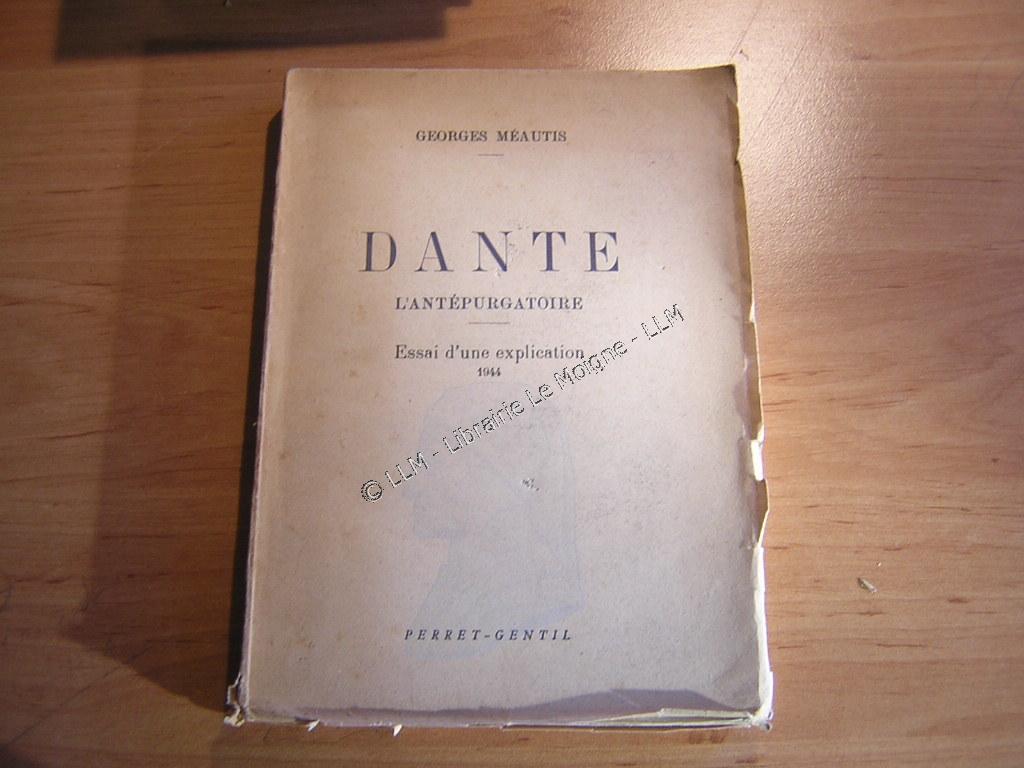 GEORGES MÉAUTIS
DANTE
L'ANTÉPURGATOIRE
Essai d'une explication
1944
© LLM - Librairie Le Moigne - LLM
PERRET-GENTIL